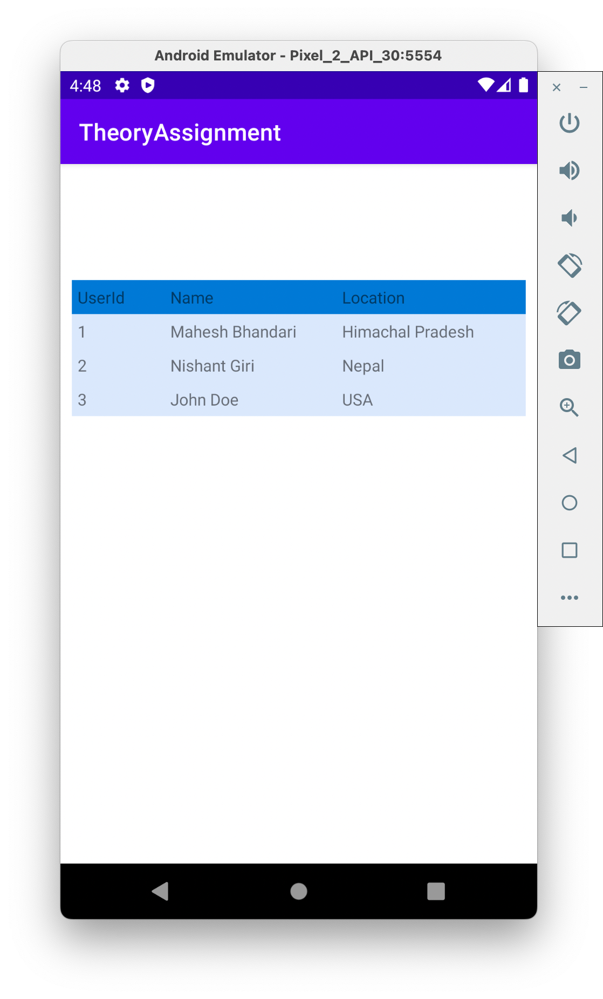 Android Emulator - Pixel_2_API_30:5554
4:48
TheoryAssignment
UserId Name Location
1 Mahesh Bhandari Himachal Pradesh
2 Nishant Giri Nepal
3 John Doe USA